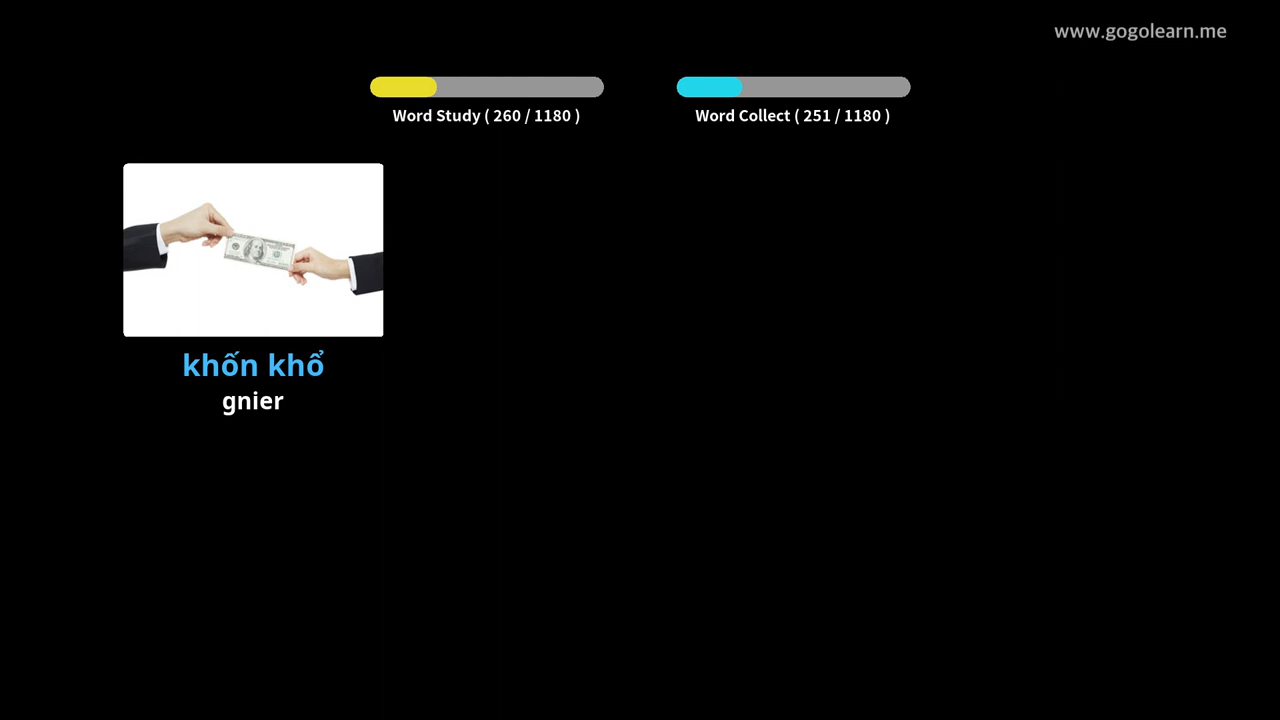 www.gogolearn.me
Word Study ( 260 / 1180 )
Word Collect ( 251 / 1180 )
khốn khổ
gnier